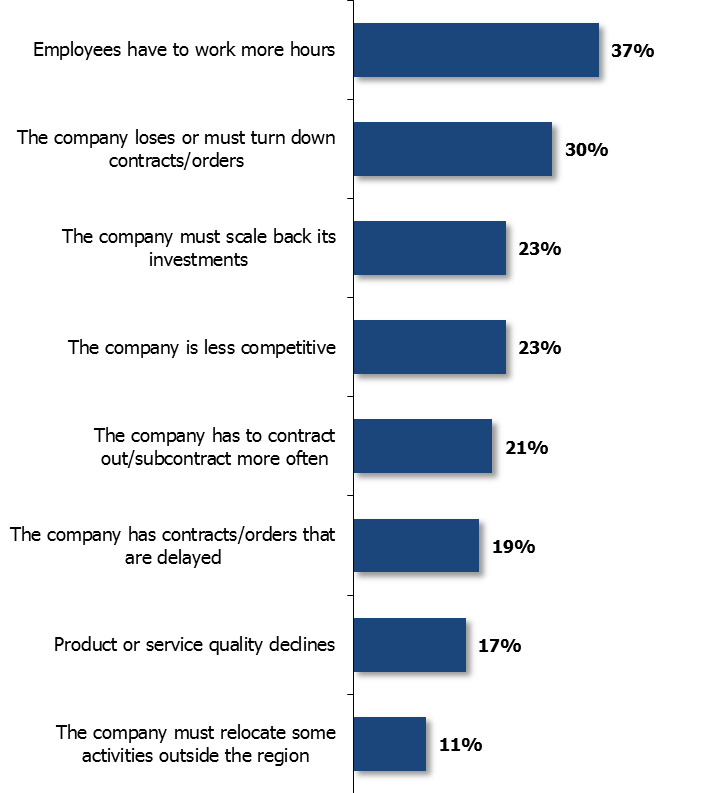 Employees have to work more hours
37%
The company loses or must turn down
contracts/orders
30%
The company must scale back its
investments
23%
The company is less competitive
23%
The company has to contract
out/subcontract more often
21%
The company has contracts/orders that
are delayed
19%
Product or service quality declines
17%
The company must relocate some
activities outside the region
11%